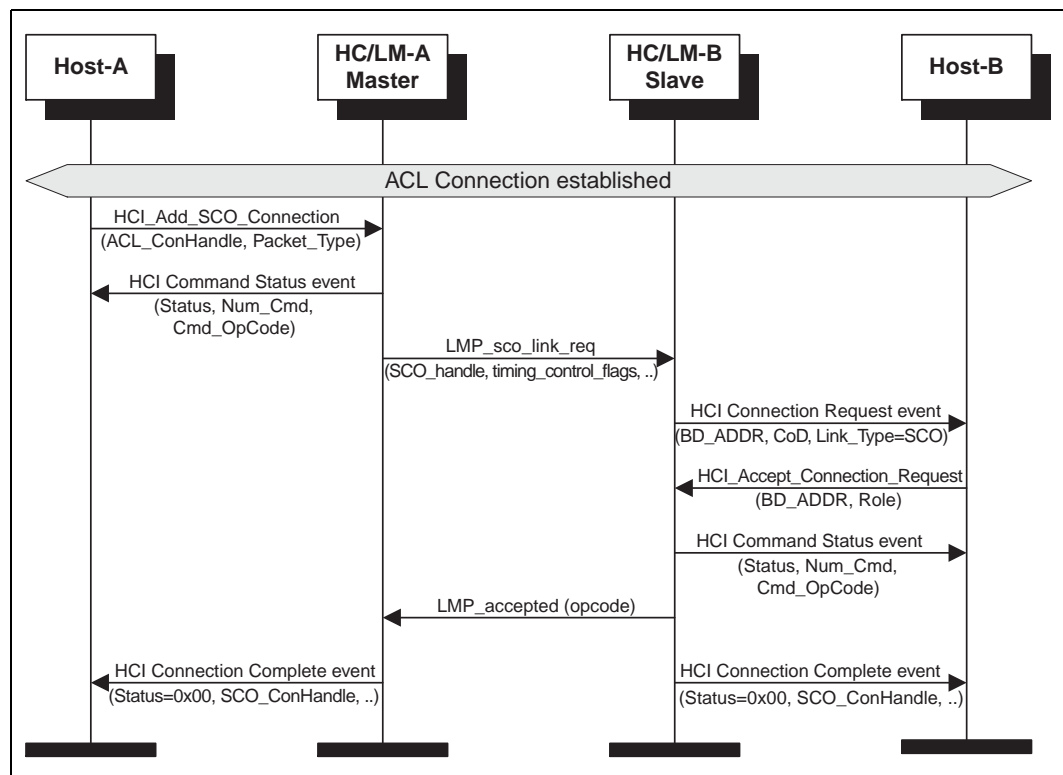 Host-A
HC/LM-A
Master
HC/LM-B
Slave
Host-B
ACL Connection established
HCI_Add_SCO_Connection
(ACL_ConHandle, Packet_Type)
HCI Command Status event
(Status, Num_Cmd,
Cmd_OpCode)
LMP_sco_link_req
(SCO_handle, timing_control_flags, ..)
HCI Connection Request event
(BD_ADDR, CoD, Link_Type=SCO)
HCI_Accept_Connection_Request
(BD_ADDR, Role)
HCI Command Status event
(Status, Num_Cmd,
Cmd_OpCode)
LMP_accepted (opcode)
HCI Connection Complete event
(Status=0x00, SCO_ConHandle, ..)
HCI Connection Complete event
(Status=0x00, SCO_ConHandle, ..)